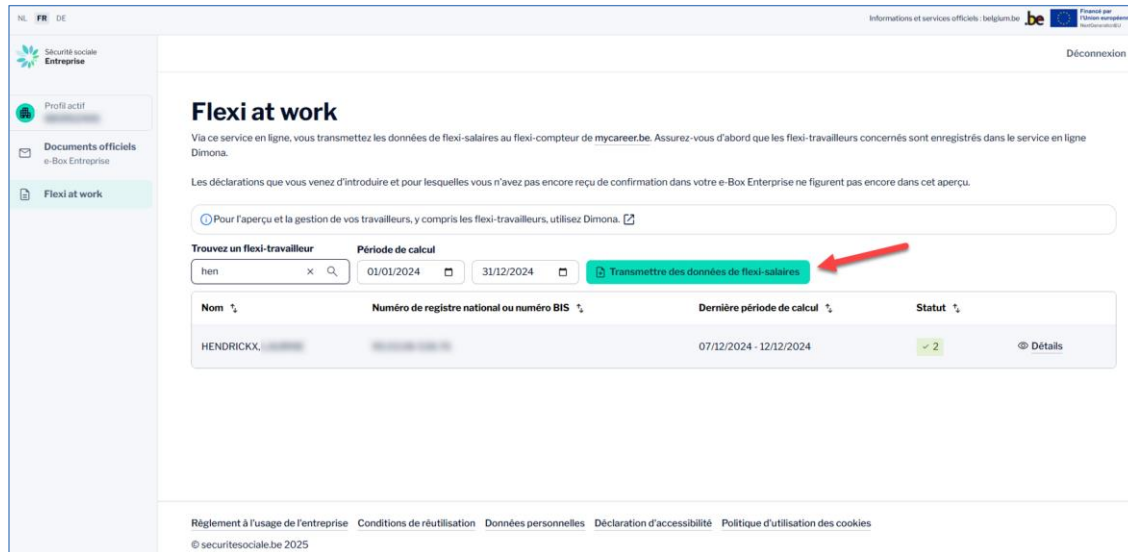 NL FR DE
Informations et services officiels : belgium.be
.be
Financé par
l'Union européenne
NextGenerationEU
Sécurité sociale
Entreprise
Déconnexion
Profil actif
Documents officiels
e-Box Entreprise
Flexi at work
Flexi at work
Via ce service en ligne, vous transmettez les données de flexi-salaires au flexi-compteur de mycareer.be. Assurez-vous d'abord que les flexi-travailleurs concernés sont enregistrés dans le service en ligne
Dimona.
Les déclarations que vous venez d'introduire et pour lesquelles vous n'avez pas encore reçu de confirmation dans votre e-Box Enterprise ne figurent pas encore dans cet aperçu.
Pour l'aperçu et la gestion de vos travailleurs, y compris les flexi-travailleurs, utilisez Dimona.
Trouvez un flexi-travailleur Période de calcul
hen 01/01/2024 31/12/2024 Transmettre des données de flexi-salaires
Nom Numéro de registre national ou numéro BIS Dernière période de calcul Statut
HENDRICKX, 07/12/2024 - 12/12/2024 2 Détails
Règlement à l'usage de l'entreprise Conditions de réutilisation Données personnelles Déclaration d'accessibilité Politique d'utilisation des cookies
© securitesociale.be 2025